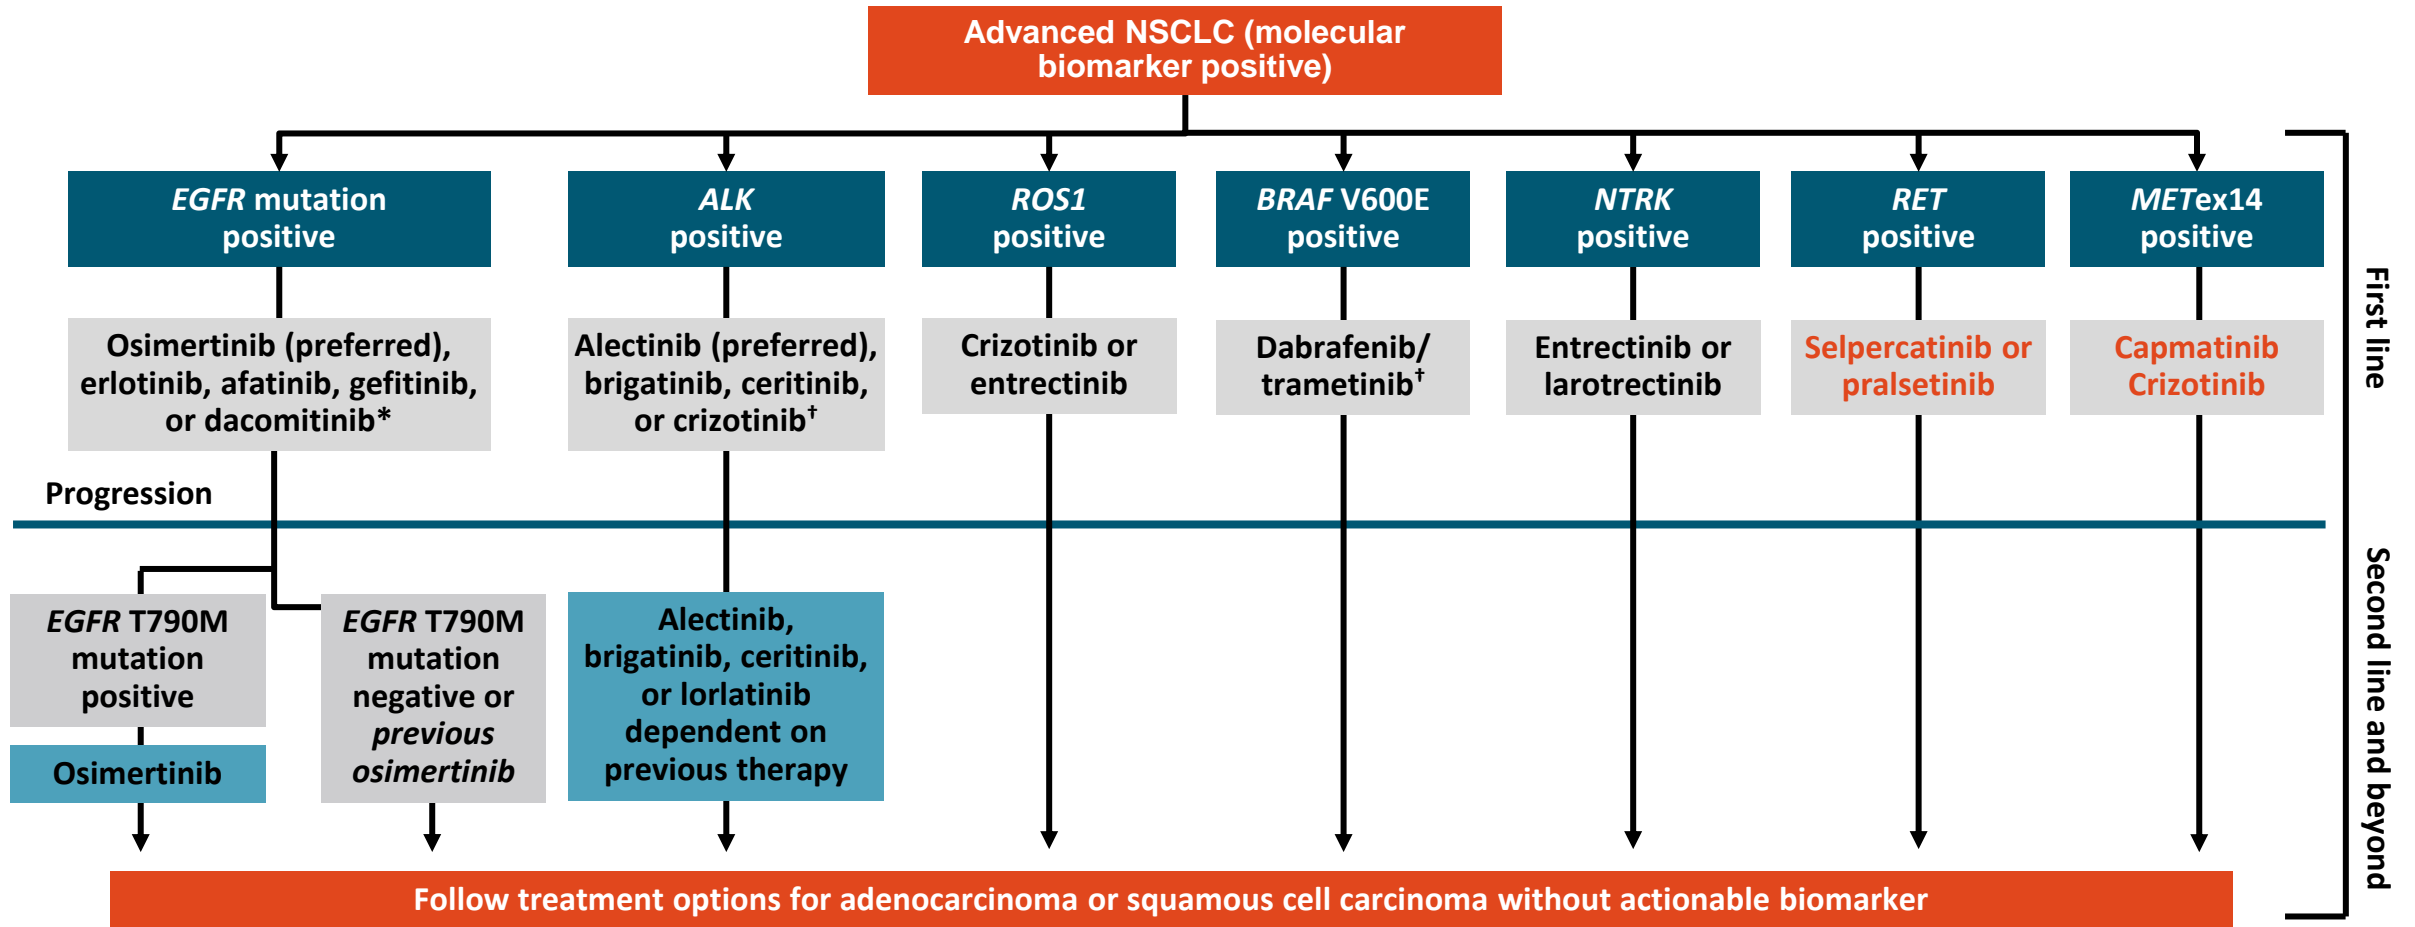 Advanced NSCLC (molecular
biomarker positive)
EGFR mutation
positive
ALK
positive
ROS1
positive
BRAF V600E
positive
NTRK
positive
RET
positive
METex14
positive
Osimertinib (preferred),
erlotinib, afatinib, gefitinib,
or dacomitinib*
Alectinib (preferred),
brigatinib, ceritinib,
or crizotinib†
Crizotinib or
entrectinib
Dabrafenib/
trametinib†
Entrectinib or
larotrectinib
Selpercatinib or
pralsetinib
Capmatinib
Crizotinib
First line
Progression
EGFR T790M
mutation
positive
Osimertinib
EGFR T790M
mutation
negative or
previous
osimertinib
Alectinib,
brigatinib, ceritinib,
or lorlatinib
dependent on
previous therapy
Second line and beyond
Follow treatment options for adenocarcinoma or squamous cell carcinoma without actionable biomarker